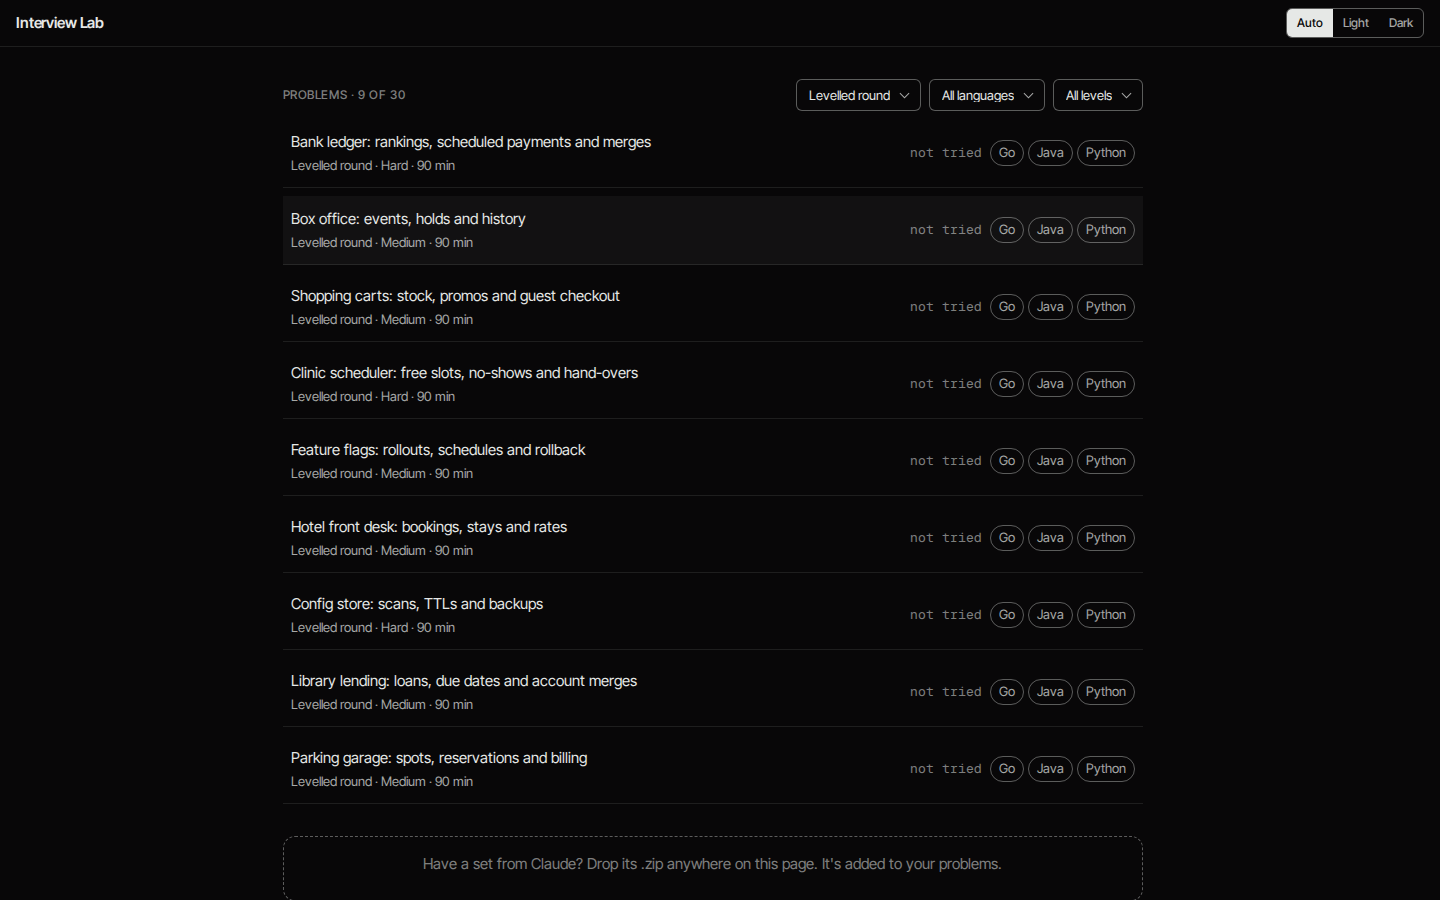 Interview Lab
Auto Light Dark
PROBLEMS · 9 OF 30
Levelled round All languages All levels
Bank ledger: rankings, scheduled payments and merges
Levelled round · Hard · 90 min
not tried Go Java Python
Box office: events, holds and history
Levelled round · Medium · 90 min
not tried Go Java Python
Shopping carts: stock, promos and guest checkout
Levelled round · Medium · 90 min
not tried Go Java Python
Clinic scheduler: free slots, no-shows and hand-overs
Levelled round · Hard · 90 min
not tried Go Java Python
Feature flags: rollouts, schedules and rollback
Levelled round · Medium · 90 min
not tried Go Java Python
Hotel front desk: bookings, stays and rates
Levelled round · Medium · 90 min
not tried Go Java Python
Config store: scans, TTLs and backups
Levelled round · Hard · 90 min
not tried Go Java Python
Library lending: loans, due dates and account merges
Levelled round · Medium · 90 min
not tried Go Java Python
Parking garage: spots, reservations and billing
Levelled round · Medium · 90 min
not tried Go Java Python
Have a set from Claude? Drop its .zip anywhere on this page. It's added to your problems.